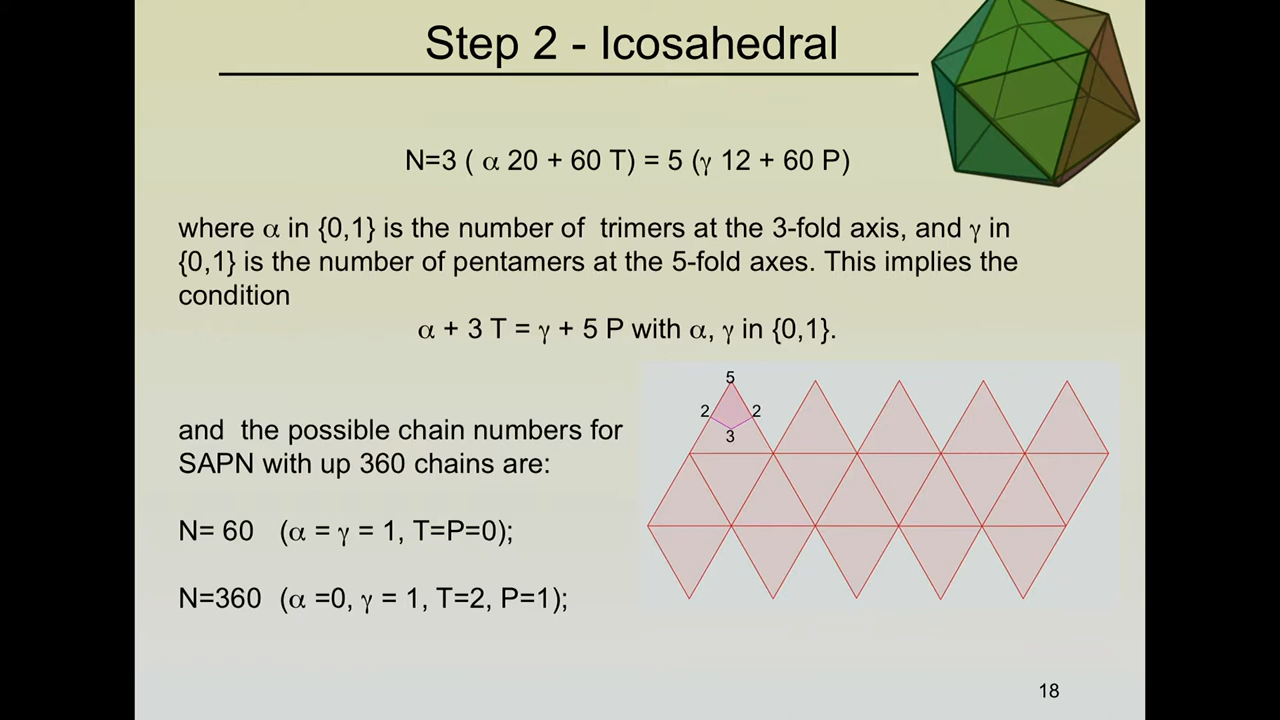 Step 2 - Icosahedral
N=3 ( α 20 + 60 T) = 5 (γ 12 + 60 P)
where α in {0,1} is the number of trimers at the 3-fold axis, and γ in
{0,1} is the number of pentamers at the 5-fold axes. This implies the
condition
α + 3 T = γ + 5 P with α, γ in {0,1}.
5
2 2
3
and the possible chain numbers for
SAPN with up 360 chains are:
N= 60 (α = γ = 1, T=P=0);
N=360 (α =0, γ = 1, T=2, P=1);
18